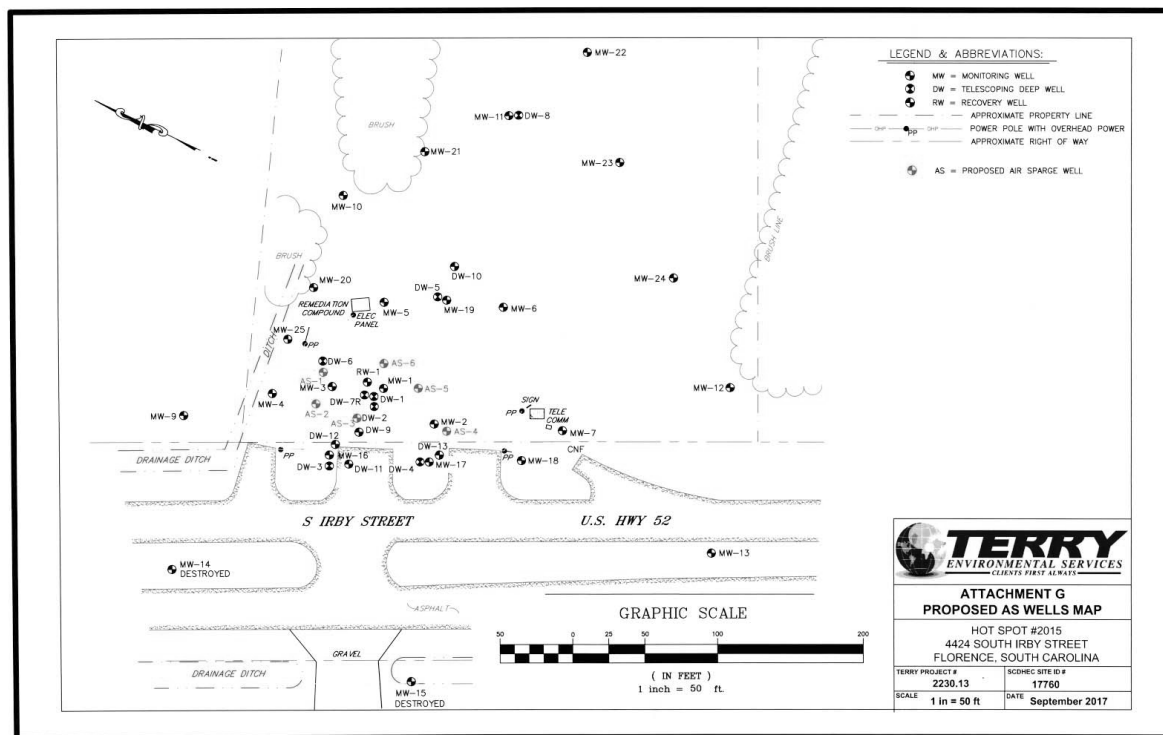 LEGEND & ABBREVIATIONS:
MW = MONITORING WELL
DW = TELESCOPING DEEP WELL
RW = RECOVERY WELL
APPROXIMATE PROPERTY LINE
OHP PP OHP POWER POLE WITH OVERHEAD POWER
APPROXIMATE RIGHT OF WAY
AS = PROPOSED AIR SPARGE WELL
MW-22
BRUSH
MW-11 DW-8
MW-21
MW-23
MW-10
BRUSH LINE
BRUSH
DW-10
MW-24
MW-20
DW-5
REMEDIATION
COMPOUND
ELEC
PANEL
MW-5
MW-19
MW-6
MW-25
PP
DITCH
DW-6
AS-6
AS-1
RW-1
MW-3
MW-1
AS-5
MW-12
MW-4
DW-7R
DW-1
SIGN
AS-2
PP
TELE
COMM
MW-9
DW-2
AS-3
MW-2
DW-9
AS-4
MW-7
DW-12
DW-13
CNF
DRAINAGE DITCH
PP
MW-16
PP
DW-3
DW-11
DW-4
MW-17
MW-18
S IRBY STREET
U.S. HWY 52
MW-14
DESTROYED
MW-13
ASPHALT
GRAVEL
DRAINAGE DITCH
MW-15
DESTROYED
GRAPHIC SCALE
50 0 25 50 100 200
( IN FEET )
1 inch = 50 ft.
TERRY
ENVIRONMENTAL SERVICES
CLIENTS FIRST ALWAYS
ATTACHMENT G
PROPOSED AS WELLS MAP
HOT SPOT #2015
4424 SOUTH IRBY STREET
FLORENCE, SOUTH CAROLINA
TERRY PROJECT # SCDHEC SITE ID #
2230.13 17760
SCALE 1 in = 50 ft DATE September 2017